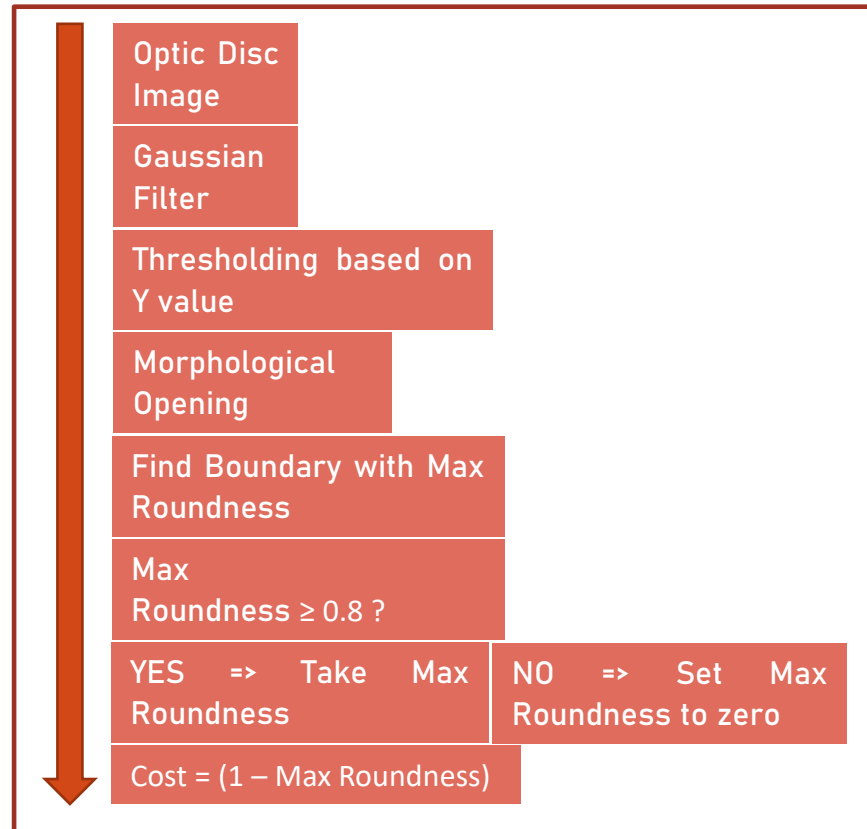 Optic Disc
Image
Gaussian
Filter
Thresholding based on
Y value
Morphological
Opening
Find Boundary with Max
Roundness
Max
Roundness ≥ 0.8 ?
YES => Take Max
Roundness
NO => Set Max
Roundness to zero
Cost = (1 – Max Roundness)